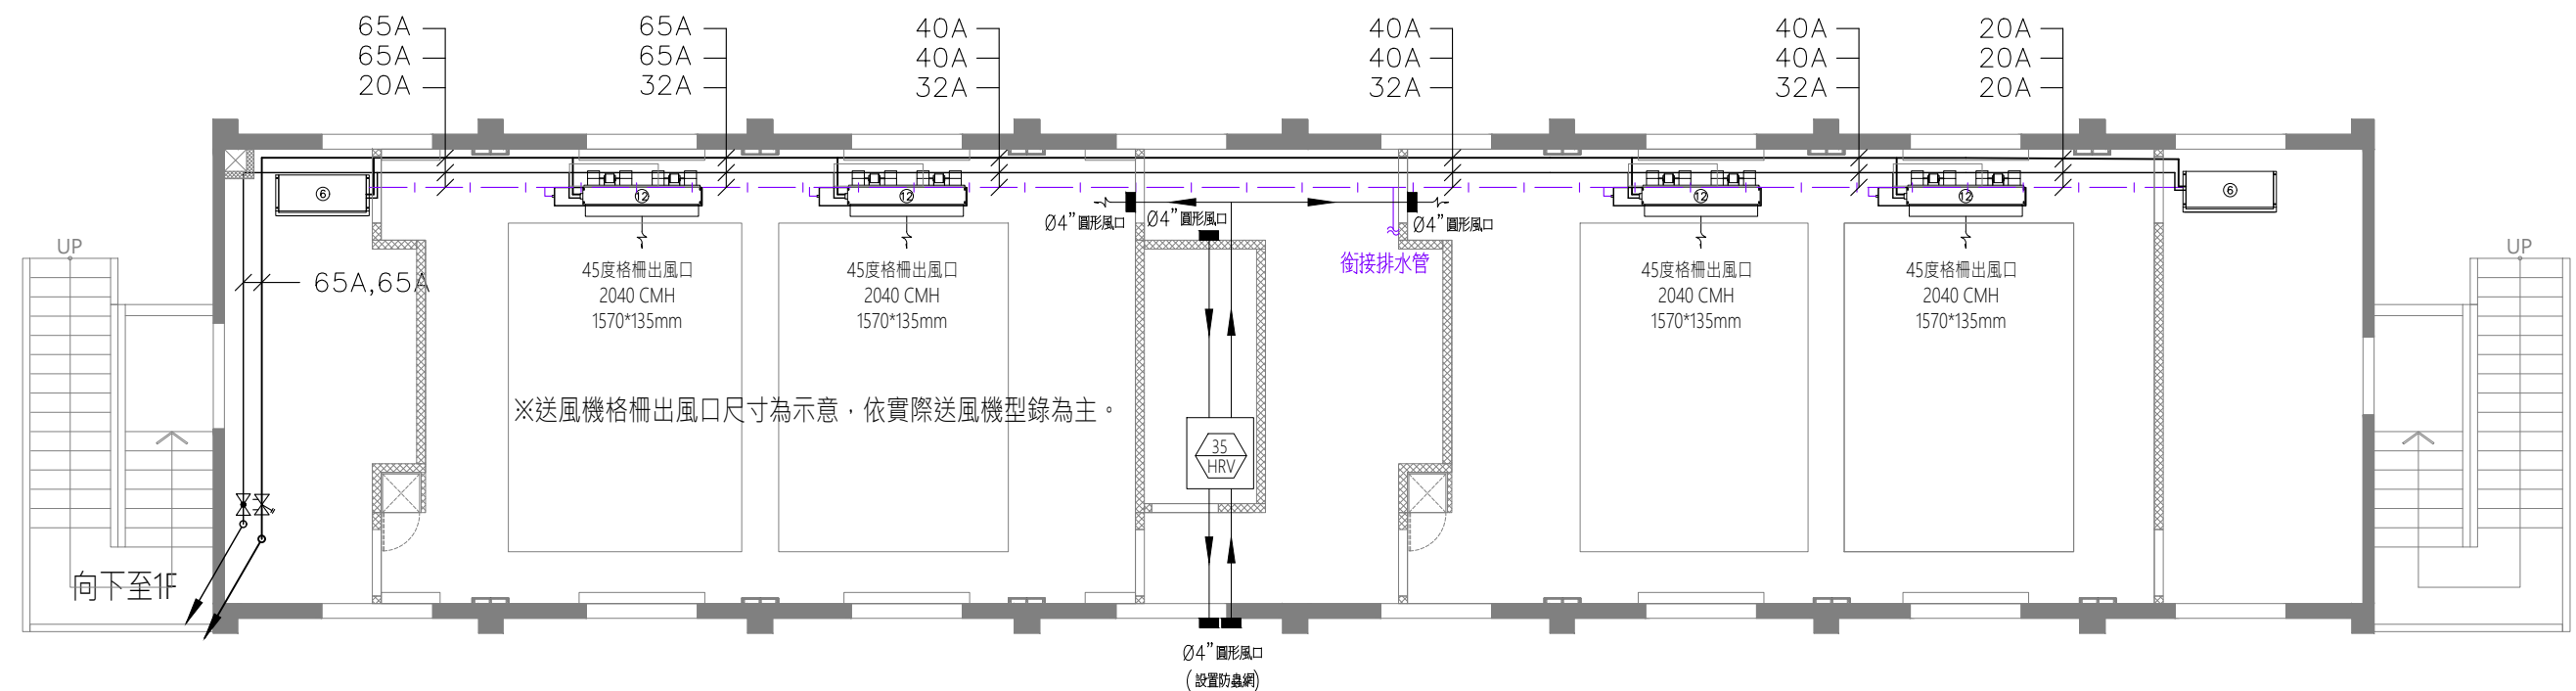 65A
65A
20A
65A
65A
32A
40A
40A
32A
40A
40A
32A
40A
40A
32A
20A
20A
20A
⑥
⑫
⑫
⑫
⑫
⑥
Ø4"圓形風口
Ø4"圓形風口
Ø4"圓形風口
UP
UP
銜接排水管
65A,65A
45度格柵出風口
2040 CMH
1570*135mm
45度格柵出風口
2040 CMH
1570*135mm
45度格柵出風口
2040 CMH
1570*135mm
45度格柵出風口
2040 CMH
1570*135mm
※送風機格柵出風口尺寸為示意，依實際送風機型錄為主。
35
HRV
向下至1F
Ø4"圓形風口
(設置防蟲網)